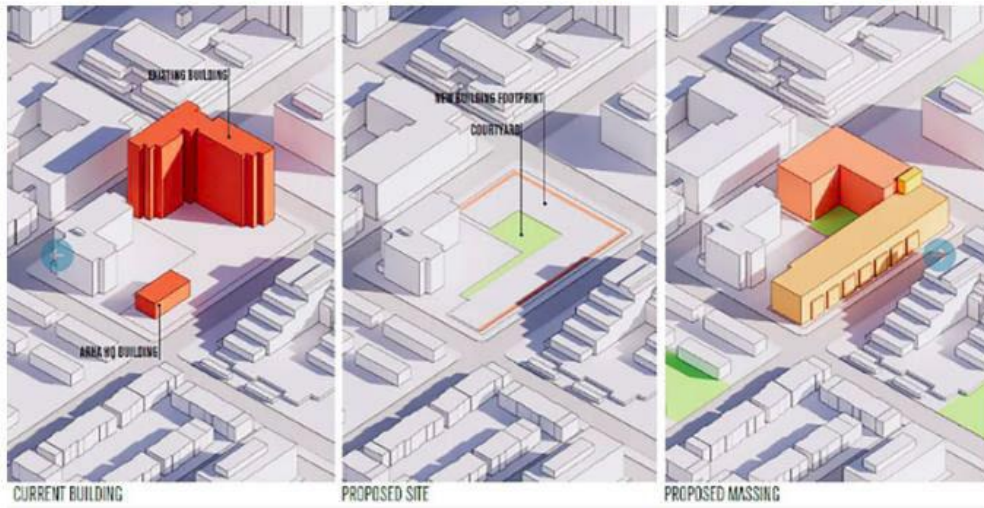 EXISTING BUILDING
ARHA HQ BUILDING
CURRENT BUILDING
NEW BUILDING FOOTPRINT
COURTYARD
PROPOSED SITE
PROPOSED MASSING